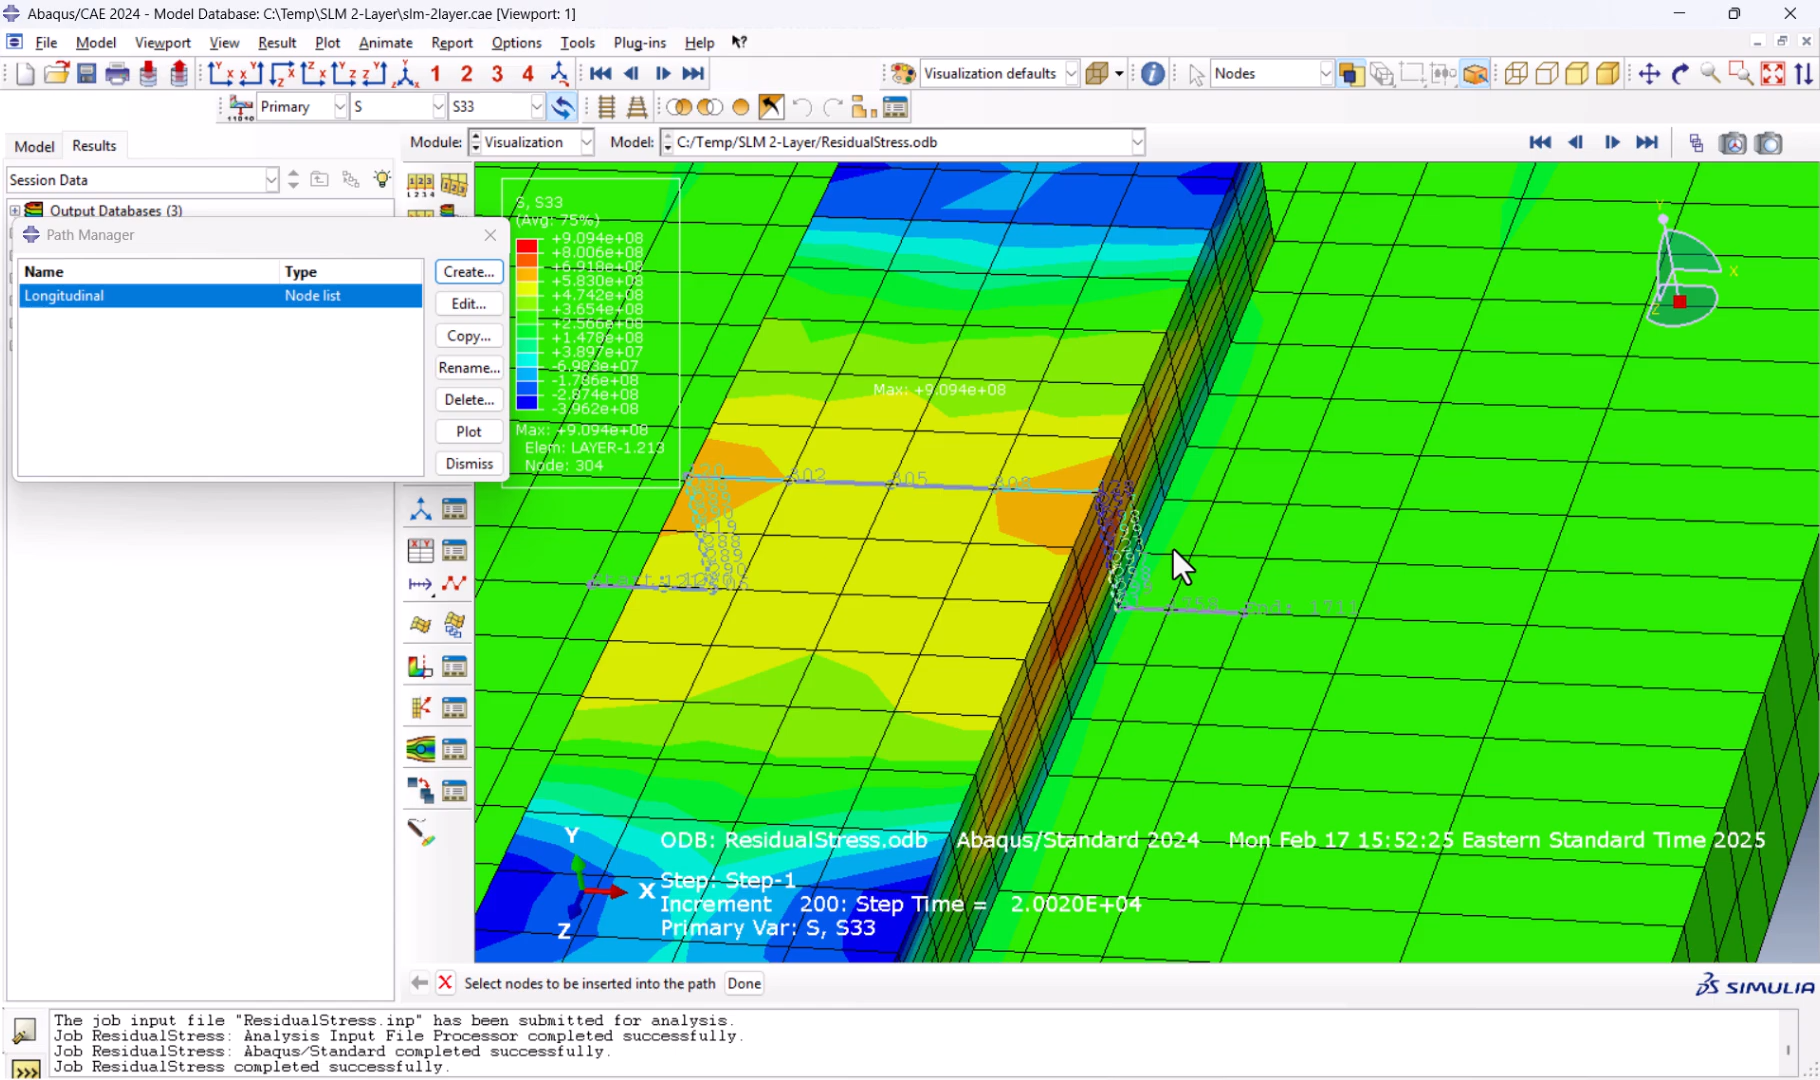 Abaqus/CAE 2024 - Model Database: C:\Temp\SLM 2-Layer\slm-2layer.cae [Viewport: 1]
File Model Viewport View Result Plot Animate Report Options Tools Plug-ins Help
1 2 3 4
Visualization defaults
Nodes
Primary S S33
Model Results
Module: Visualization Model: C:/Temp/SLM 2-Layer/ResidualStress.odb
Session Data
Output Databases (3)
Path Manager
Name Type
Longitudinal Node list
Create...
Edit...
Copy...
Rename...
Delete...
Plot
Dismiss
S, S33
(Avg: 75%)
+9.094e+08
+8.006e+08
+6.918e+08
+5.830e+08
+4.742e+08
+3.654e+08
+2.566e+08
+1.478e+08
+3.897e+07
-6.983e+07
-1.786e+08
-2.874e+08
-3.962e+08
Max: +9.094e+08
Elem: LAYER-1.213
Node: 304
Max: +9.094e+08
302 305 308
End: 1711
Y
X
Z
Y
X
Z
ODB: ResidualStress.odb Abaqus/Standard 2024 Mon Feb 17 15:52:25 Eastern Standard Time 2025
Step: Step-1
Increment 200: Step Time = 2.0020E+04
Primary Var: S, S33
Select nodes to be inserted into the path Done
SIMULIA
The job input file "ResidualStress.inp" has been submitted for analysis.
Job ResidualStress: Analysis Input File Processor completed successfully.
Job ResidualStress: Abaqus/Standard completed successfully.
Job ResidualStress completed successfully.